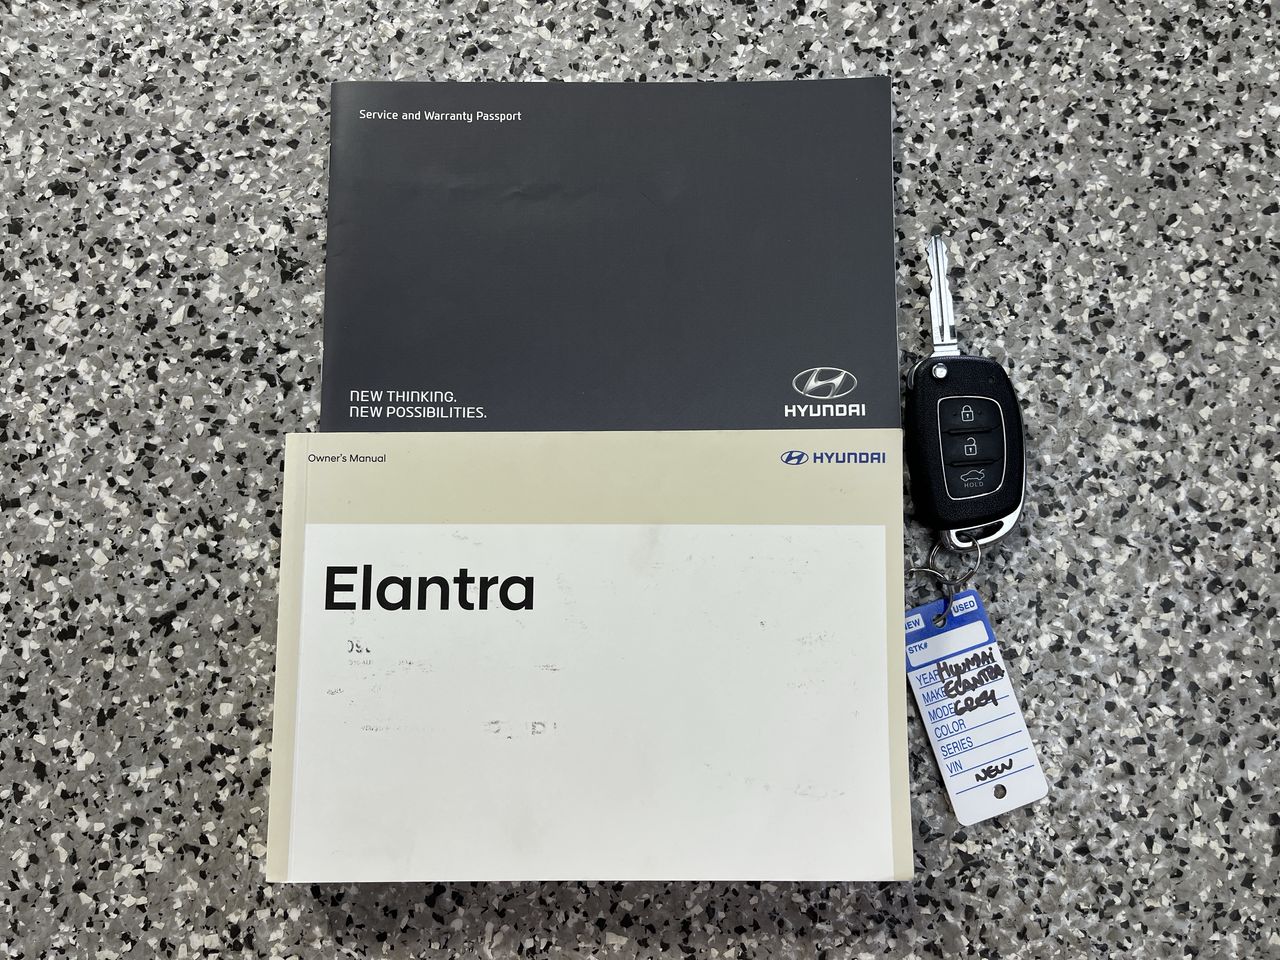 Service and Warranty Passport
NEW THINKING.
NEW POSSIBILITIES.
HYUNDAI
Owner's Manual
HYUNDAI
Elantra
HOLD
NEW
USED
STK#
YEAR
HYUNDAI
MAKE
ELANTRA
MODEL
GREY
COLOR
SERIES
VIN
NEW